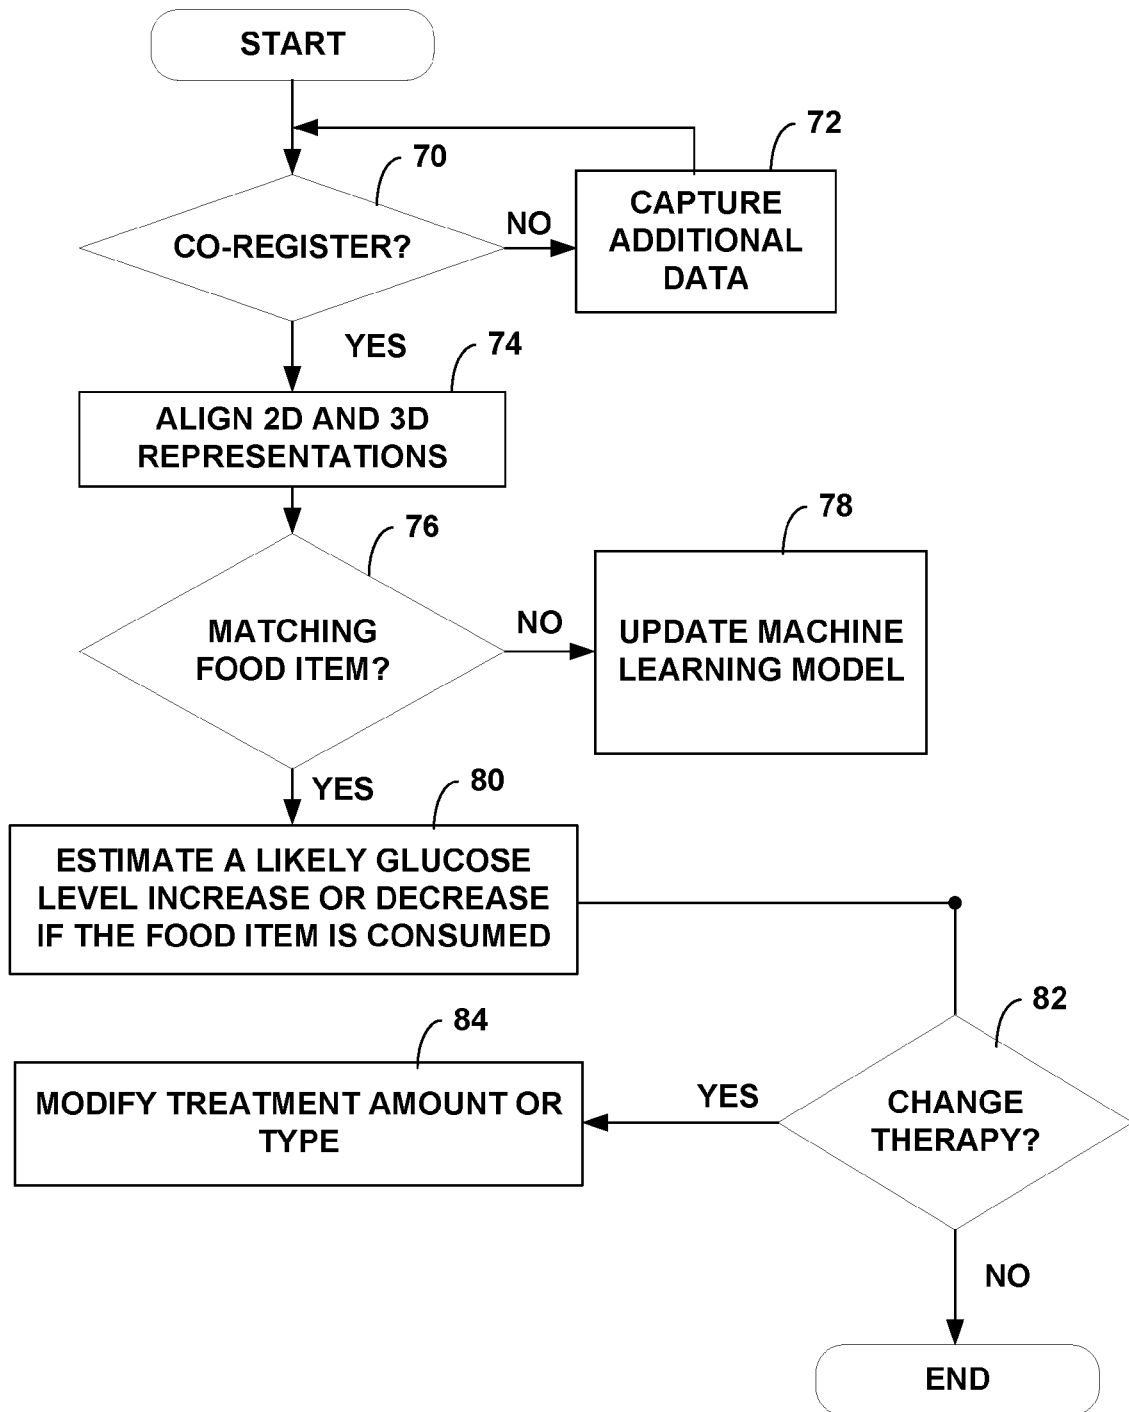 START
72
70
CAPTURE
ADDITIONAL
DATA
NO
CO-REGISTER?
YES
74
ALIGN 2D AND 3D
REPRESENTATIONS
76
78
MATCHING
FOOD ITEM?
NO
UPDATE MACHINE
LEARNING MODEL
YES
80
ESTIMATE A LIKELY GLUCOSE
LEVEL INCREASE OR DECREASE
IF THE FOOD ITEM IS CONSUMED
82
84
MODIFY TREATMENT AMOUNT OR
TYPE
YES
CHANGE
THERAPY?
NO
END